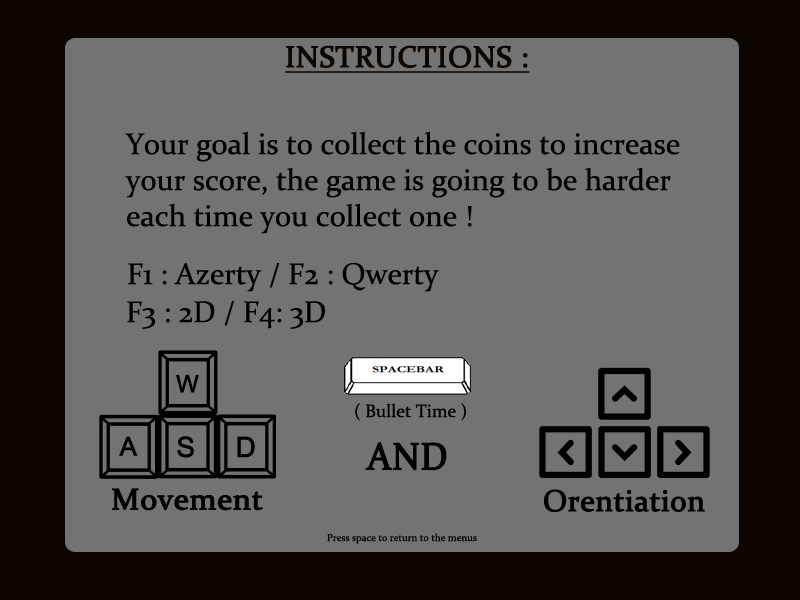 INSTRUCTIONS :
Your goal is to collect the coins to increase
your score, the game is going to be harder
each time you collect one !
F1 : Azerty / F2 : Qwerty
F3 : 2D / F4: 3D
W
A S D
SPACEBAR
( Bullet Time )
AND
Movement
Orentiation
Press space to return to the menus